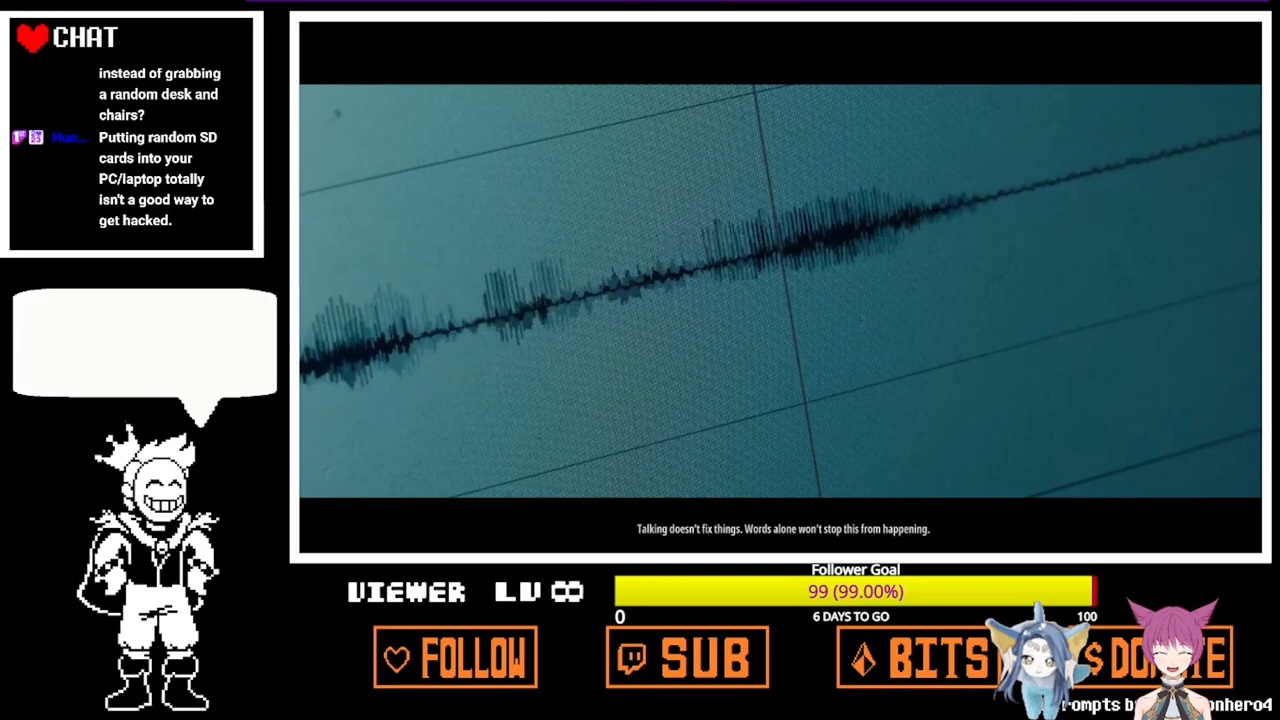 CHAT
instead of grabbing
a random desk and
chairs?
Hun... Putting random SD
cards into your
PC/laptop totally
isn't a good way to
get hacked.
Talking doesn't fix things. Words alone won't stop this from happening.
Follower Goal
VIEWER LV ∞
99 (99.00%)
0 6 DAYS TO GO 100
FOLLOW SUB BITS $